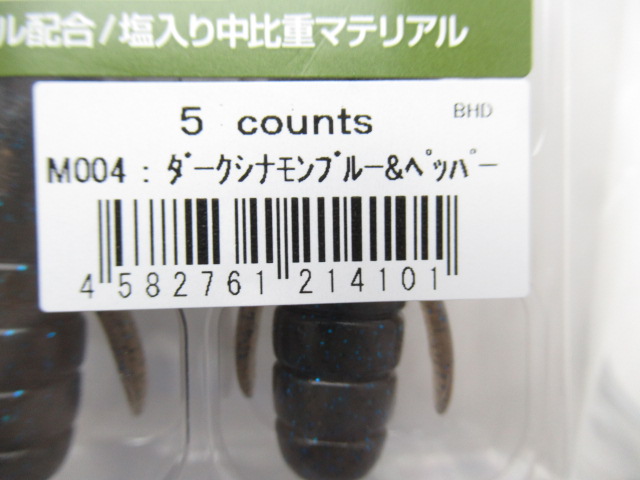 ル配合/塩入り中比重マテリアル
5 counts BHD
M004 : ﾀﾞｰｸｼﾅﾓﾝﾌﾞﾙｰ&ﾍﾟｯﾊﾟｰ
4 582761 214101